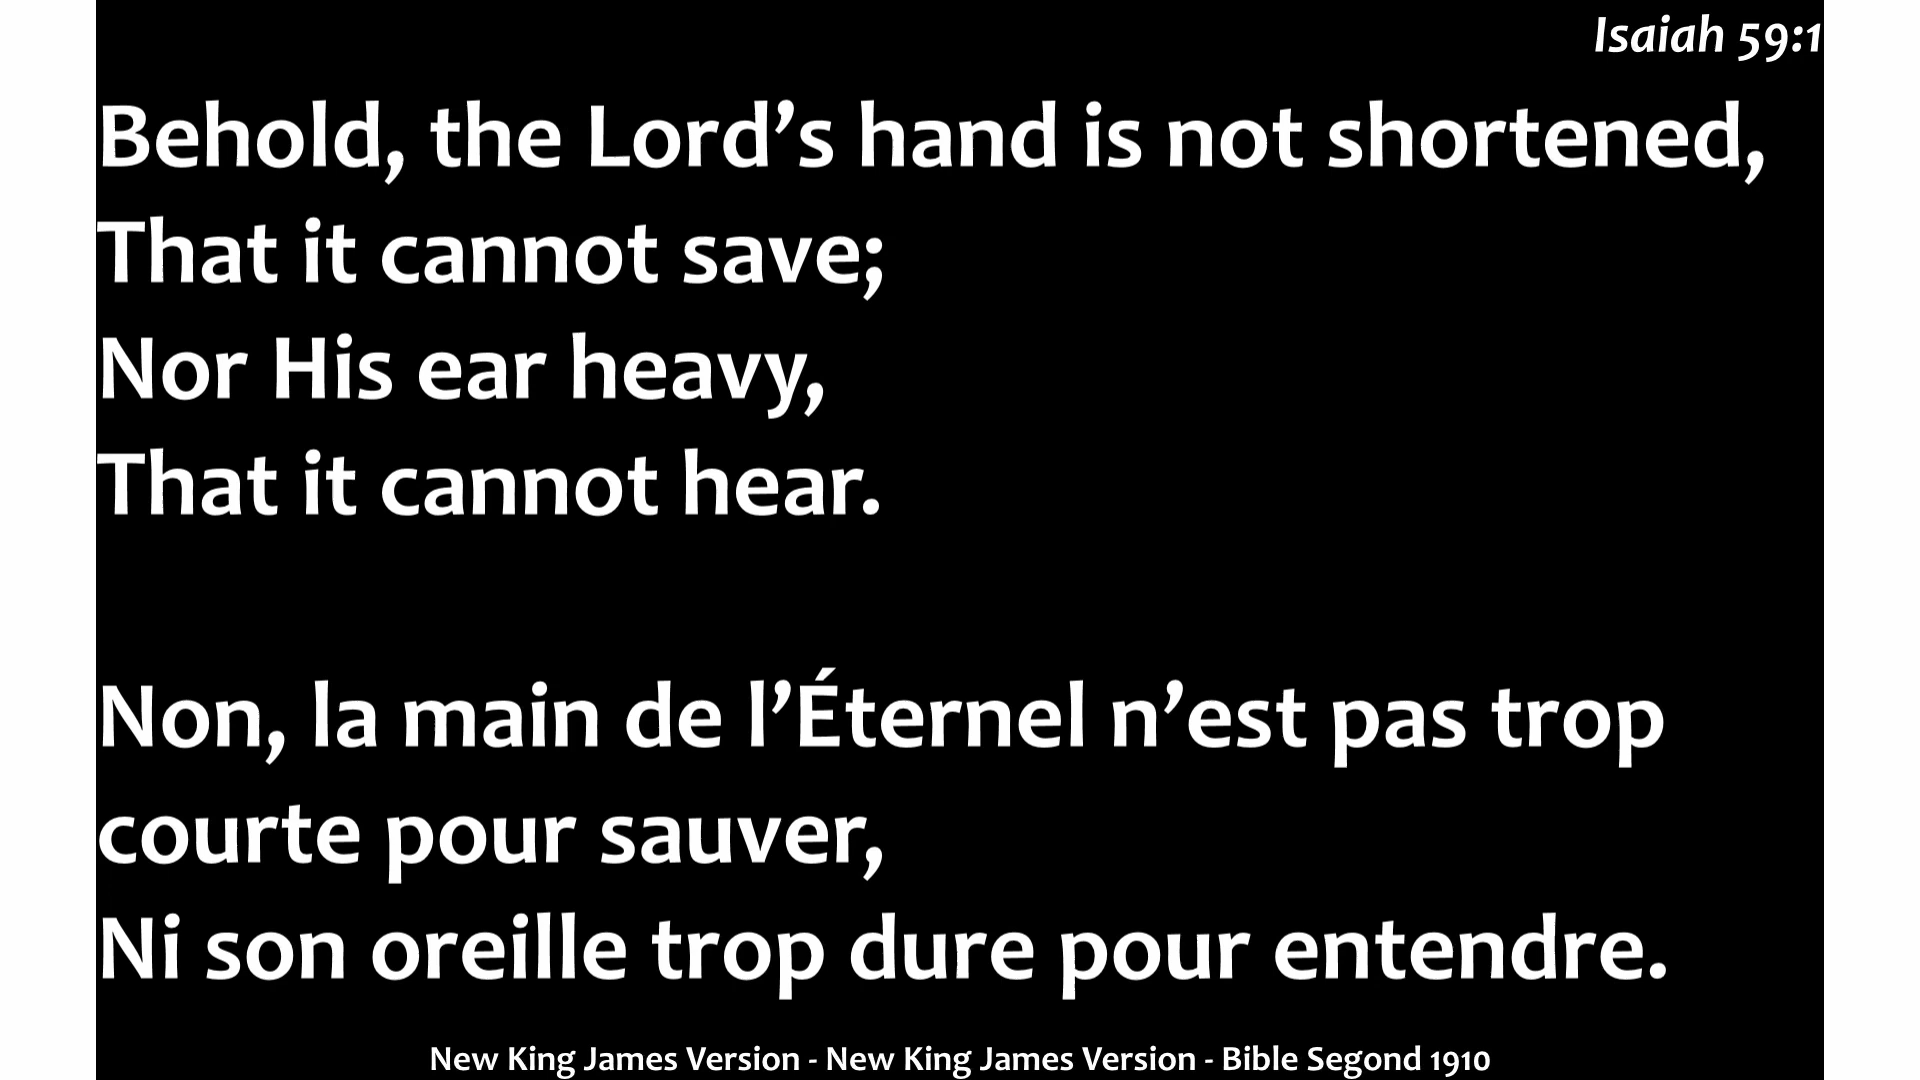 Isaiah 59:1
Behold, the Lord’s hand is not shortened,
That it cannot save;
Nor His ear heavy,
That it cannot hear.
Non, la main de l’Éternel n’est pas trop
courte pour sauver,
Ni son oreille trop dure pour entendre.
New King James Version - New King James Version - Bible Segond 1910